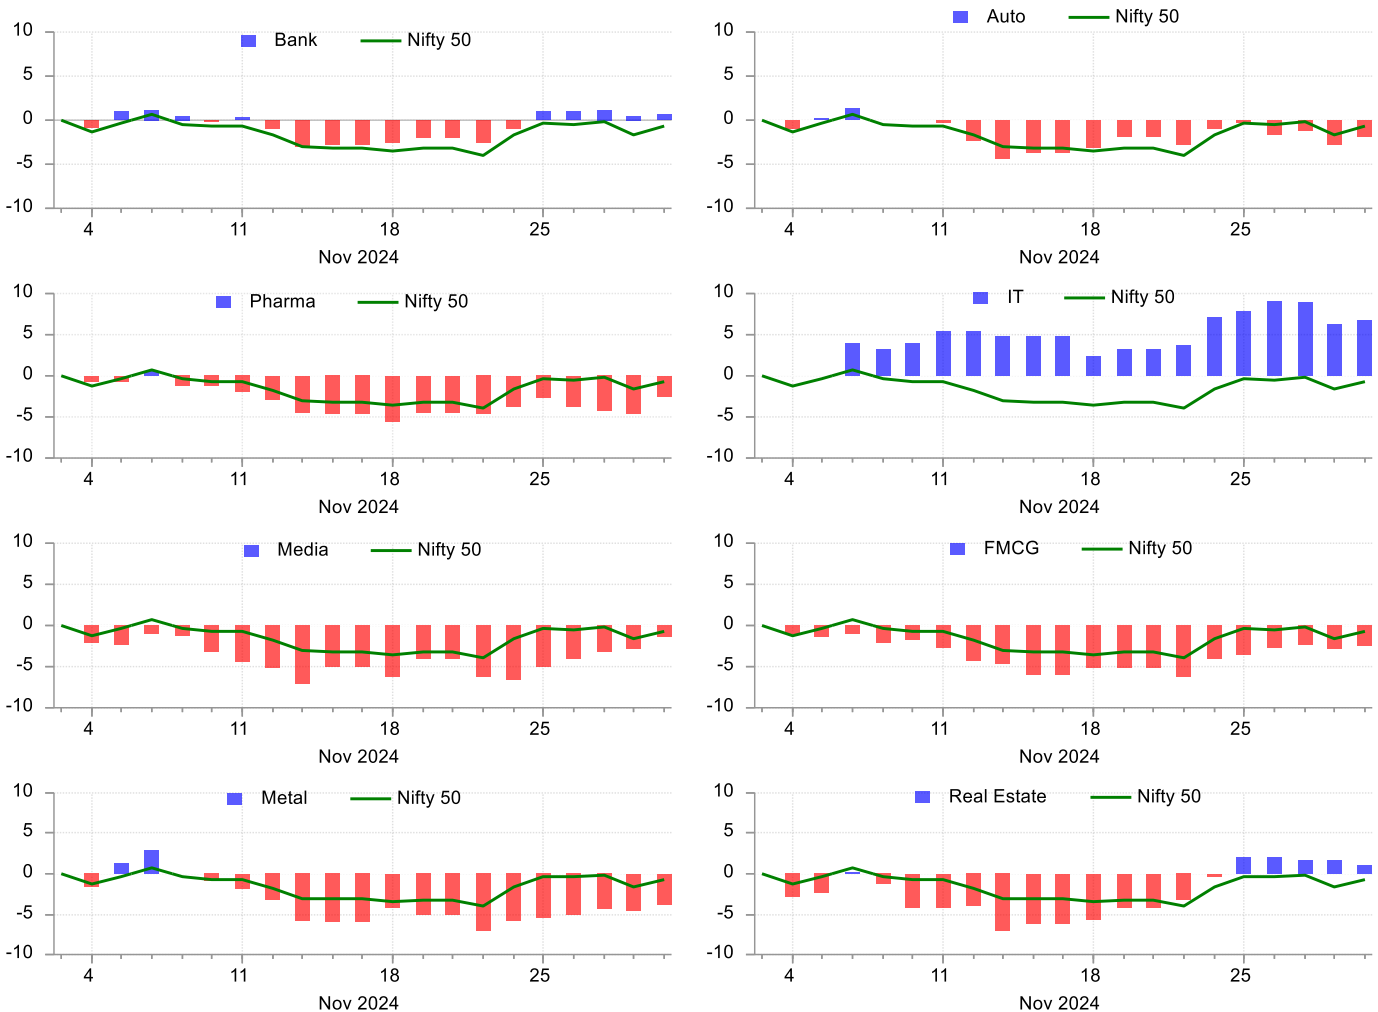 Bank Nifty 50
10
5
0
-5
-10
4 11 18 25
Nov 2024
Auto Nifty 50
10
5
0
-5
-10
4 11 18 25
Nov 2024
Pharma Nifty 50
10
5
0
-5
-10
4 11 18 25
Nov 2024
IT Nifty 50
10
5
0
-5
-10
4 11 18 25
Nov 2024
Media Nifty 50
10
5
0
-5
-10
4 11 18 25
Nov 2024
FMCG Nifty 50
10
5
0
-5
-10
4 11 18 25
Nov 2024
Metal Nifty 50
10
5
0
-5
-10
4 11 18 25
Nov 2024
Real Estate Nifty 50
10
5
0
-5
-10
4 11 18 25
Nov 2024